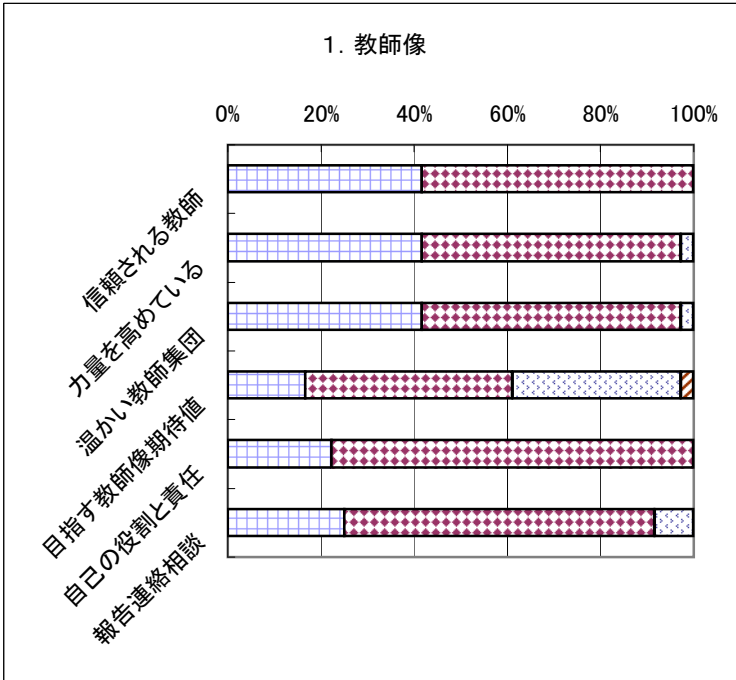 1. 教師像
0% 20% 40% 60% 80% 100%
信頼される教師
力量を高めている
温かい教師集団
目指す教師像期待値
自己の役割と責任
報告連絡相談